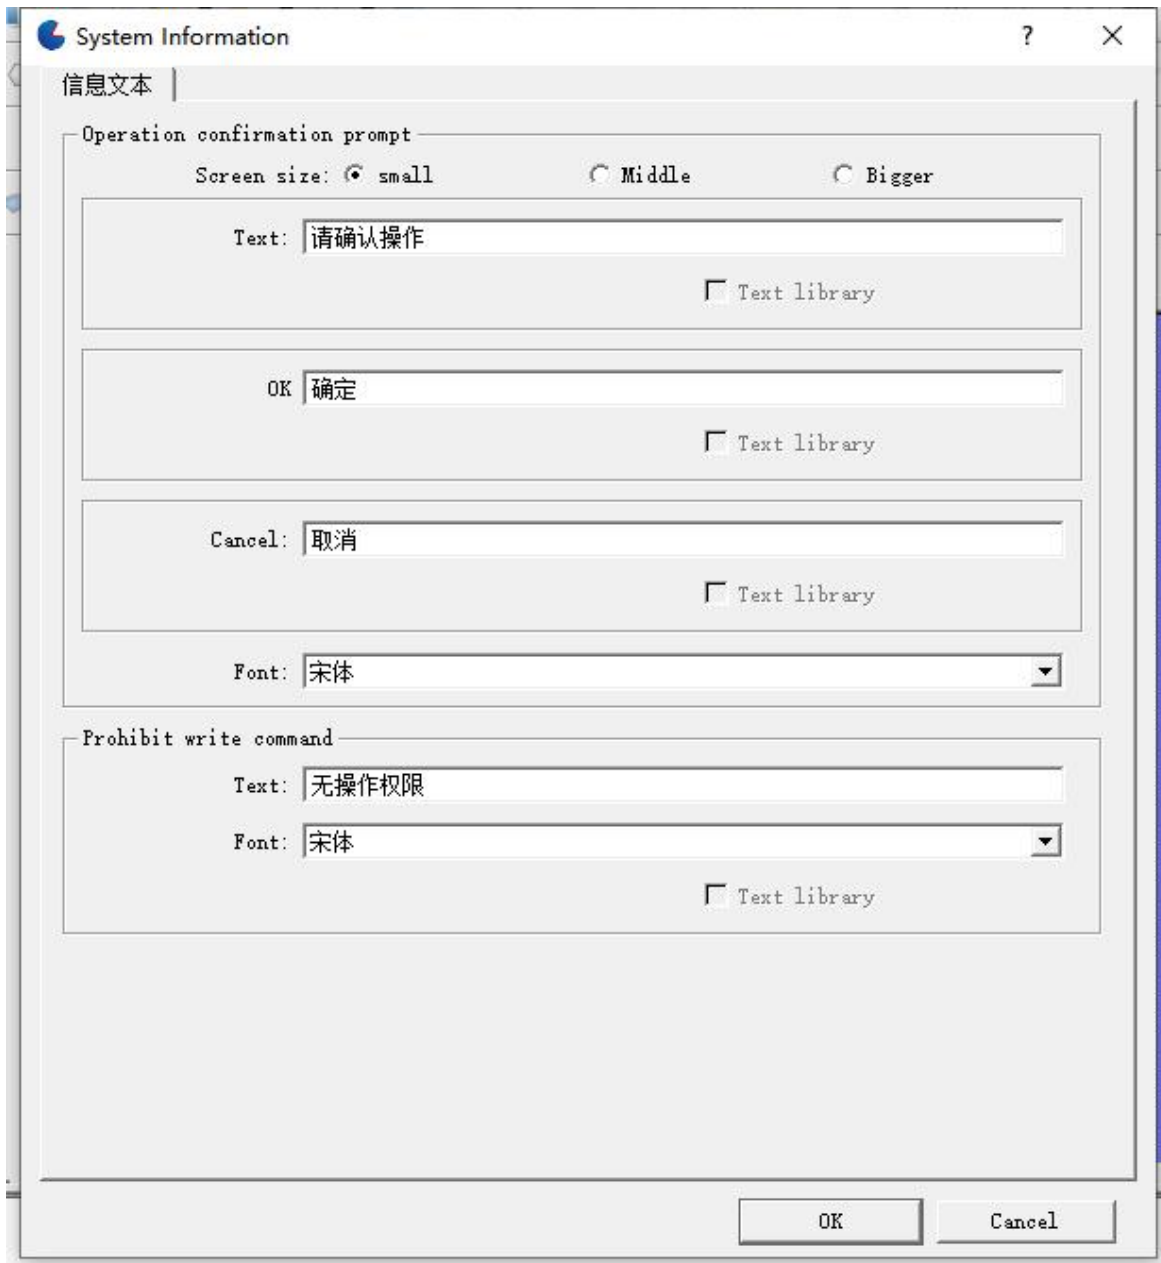 System Information ?
信息文本
Operation confirmation prompt
Screen size: small Middle Bigger
Text: 请确认操作
Text library
OK 确定
Text library
Cancel: 取消
Text library
Font: 宋体
Prohibit write command
Text: 无操作权限
Font: 宋体
Text library
OK Cancel